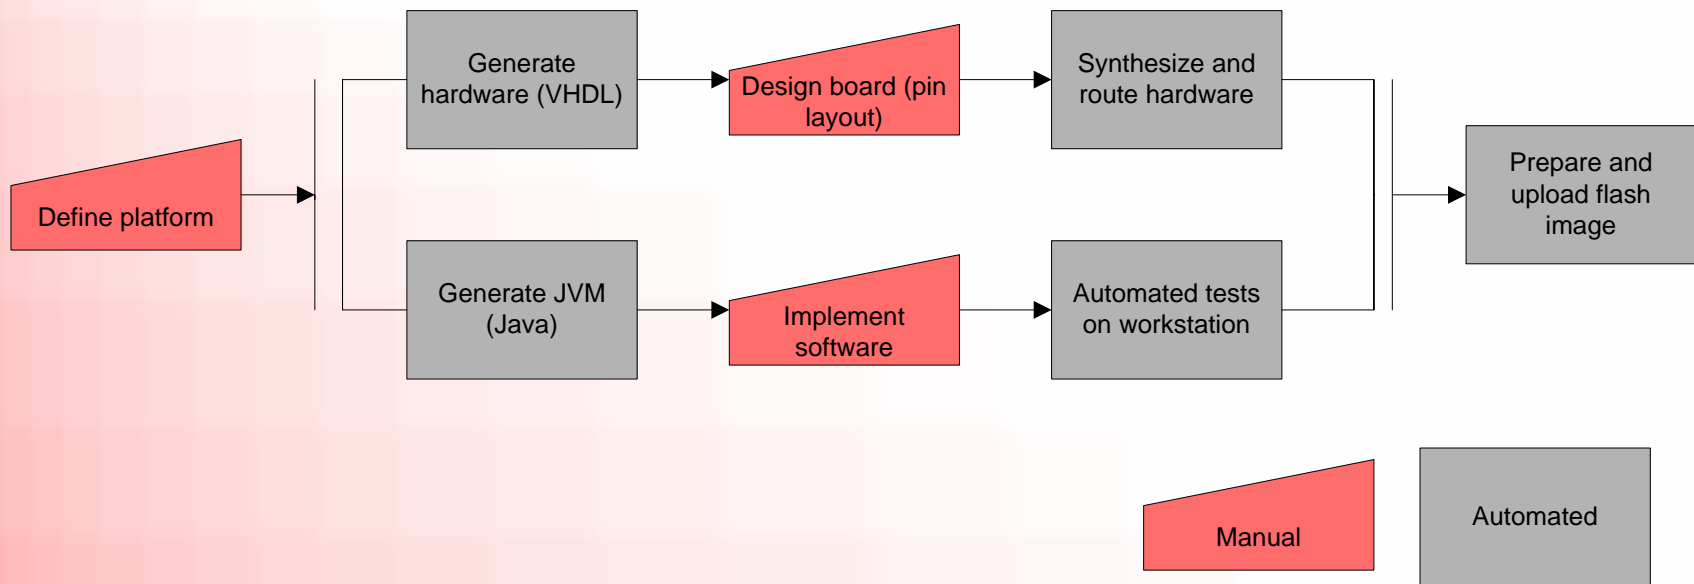 Define platform
Generate
hardware (VHDL)
Design board (pin
layout)
Synthesize and
route hardware
Generate JVM
(Java)
Implement
software
Automated tests
on workstation
Prepare and
upload flash
image
Manual
Automated